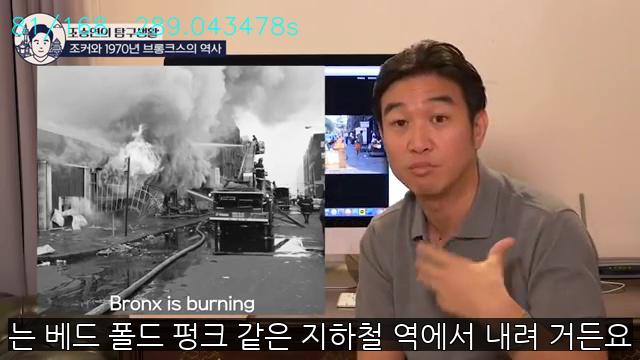 81/168, 289.043478s
조승연의 탐구생활
조커와 1970년 브롱크스의 역사
Bronx is burning
는 베드 폴드 펑크 같은 지하철 역에서 내려 거든요